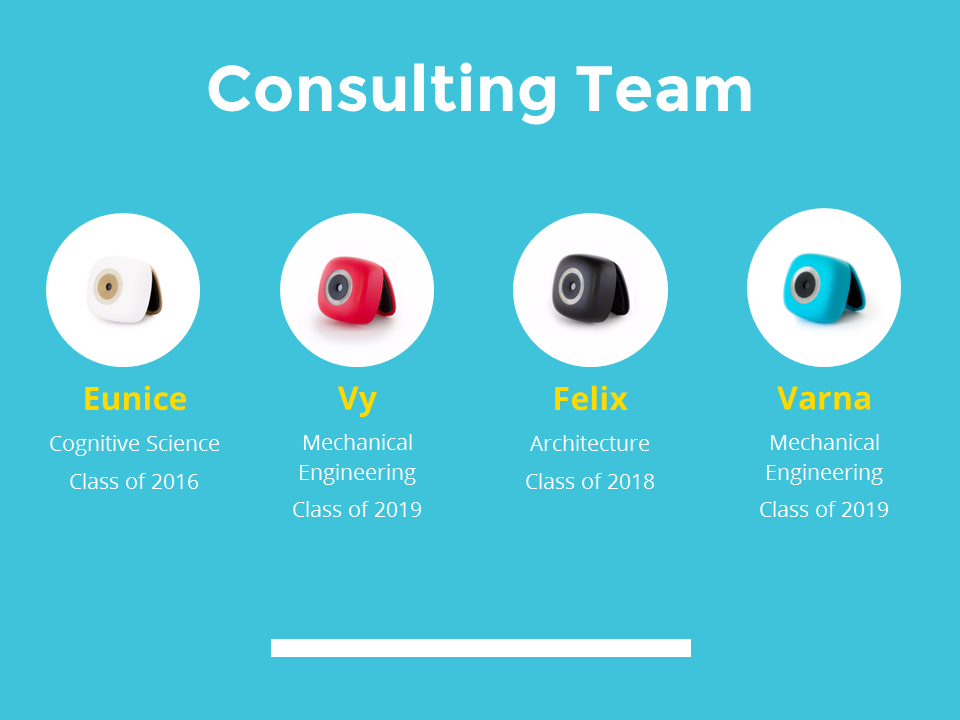 Consulting Team
Eunice
Cognitive Science
Class of 2016
Vy
Mechanical
Engineering
Class of 2019
Felix
Architecture
Class of 2018
Varna
Mechanical
Engineering
Class of 2019